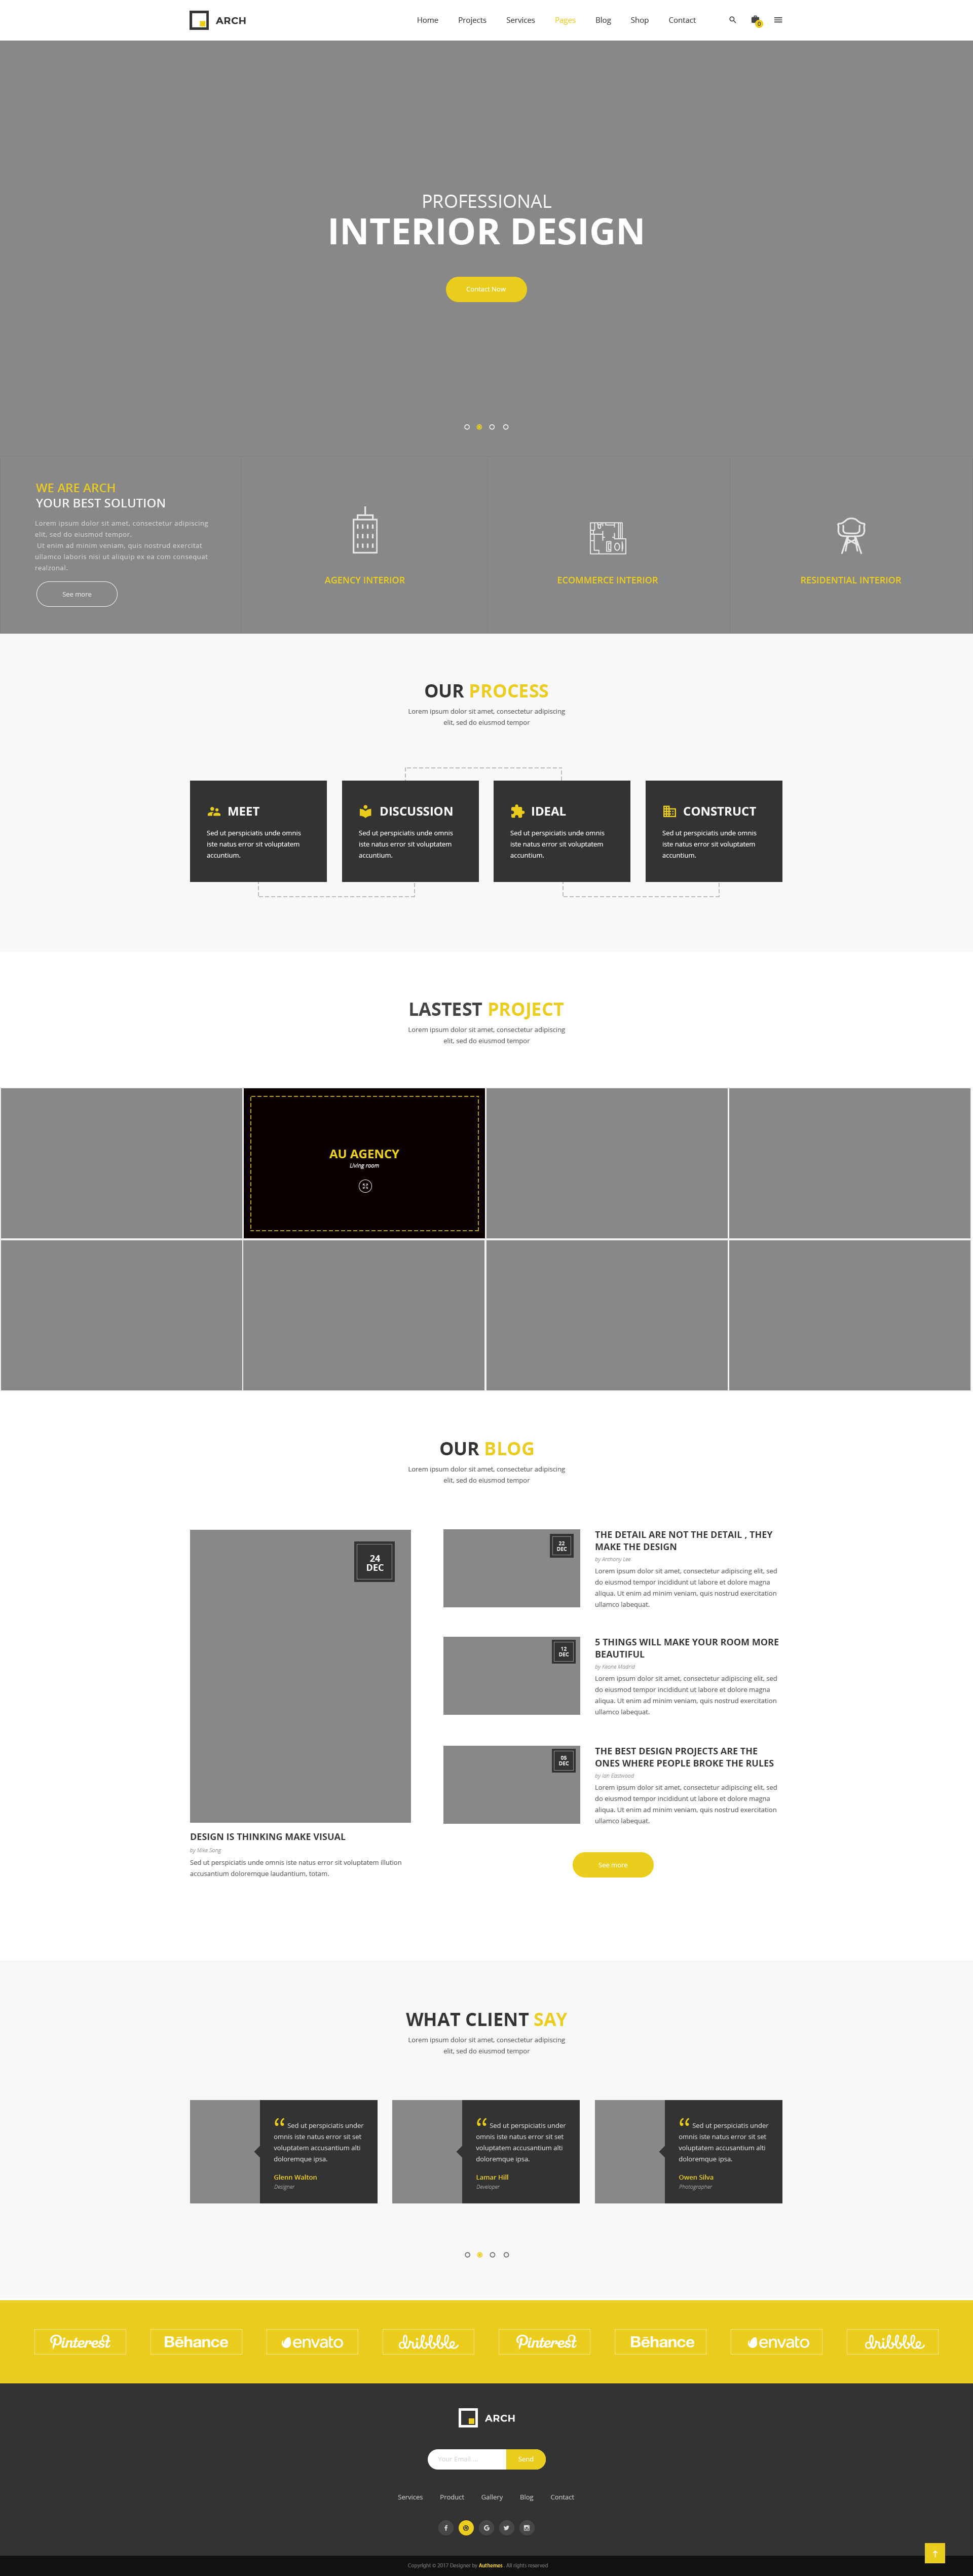 ARCH
Home Projects Services Pages Blog Shop Contact
0
PROFESSIONAL
INTERIOR DESIGN
Contact Now
WE ARE ARCH
YOUR BEST SOLUTION
Lorem ipsum dolor sit amet, consectetur adipiscing
elit, sed do eiusmod tempor.
Ut enim ad minim veniam, quis nostrud exercitat
ullamco laboris nisi ut aliquip ex ea com consequat
realzonal.
See more
AGENCY INTERIOR
ECOMMERCE INTERIOR
RESIDENTIAL INTERIOR
OUR PROCESS
Lorem ipsum dolor sit amet, consectetur adipiscing
elit, sed do eiusmod tempor
MEET
Sed ut perspiciatis unde omnis
iste natus error sit voluptatem
accuntium.
DISCUSSION
Sed ut perspiciatis unde omnis
iste natus error sit voluptatem
accuntium.
IDEAL
Sed ut perspiciatis unde omnis
iste natus error sit voluptatem
accuntium.
CONSTRUCT
Sed ut perspiciatis unde omnis
iste natus error sit voluptatem
accuntium.
LASTEST PROJECT
Lorem ipsum dolor sit amet, consectetur adipiscing
elit, sed do eiusmod tempor
AU AGENCY
Living room
OUR BLOG
Lorem ipsum dolor sit amet, consectetur adipiscing
elit, sed do eiusmod tempor
24
DEC
DESIGN IS THINKING MAKE VISUAL
by Mike Song
Sed ut perspiciatis unde omnis iste natus error sit voluptatem illution
accusantium doloremque laudantium, totam.
22
DEC
THE DETAIL ARE NOT THE DETAIL , THEY
MAKE THE DESIGN
by Anthony Lee
Lorem ipsum dolor sit amet, consectetur adipiscing elit, sed
do eiusmod tempor incididunt ut labore et dolore magna
aliqua. Ut enim ad minim veniam, quis nostrud exercitation
ullamco labequat.
12
DEC
5 THINGS WILL MAKE YOUR ROOM MORE
BEAUTIFUL
by Keone Madrid
Lorem ipsum dolor sit amet, consectetur adipiscing elit, sed
do eiusmod tempor incididunt ut labore et dolore magna
aliqua. Ut enim ad minim veniam, quis nostrud exercitation
ullamco labequat.
06
DEC
THE BEST DESIGN PROJECTS ARE THE
ONES WHERE PEOPLE BROKE THE RULES
by Ian Eastwood
Lorem ipsum dolor sit amet, consectetur adipiscing elit, sed
do eiusmod tempor incididunt ut labore et dolore magna
aliqua. Ut enim ad minim veniam, quis nostrud exercitation
ullamco labequat.
See more
WHAT CLIENT SAY
Lorem ipsum dolor sit amet, consectetur adipiscing
elit, sed do eiusmod tempor
“ Sed ut perspiciatis under
omnis iste natus error sit set
voluptatem accusantium alti
doloremque ipsa.
Glenn Walton
Designer
“ Sed ut perspiciatis under
omnis iste natus error sit set
voluptatem accusantium alti
doloremque ipsa.
Lamar Hill
Developer
“ Sed ut perspiciatis under
omnis iste natus error sit set
voluptatem accusantium alti
doloremque ipsa.
Owen Silva
Photographer
Pinterest Bēhance envato dribbble Pinterest Bēhance envato dribbble
ARCH
Your Email ... Send
Services Product Gallery Blog Contact
Copyright © 2017 Designer by Authemes . All rights reserved